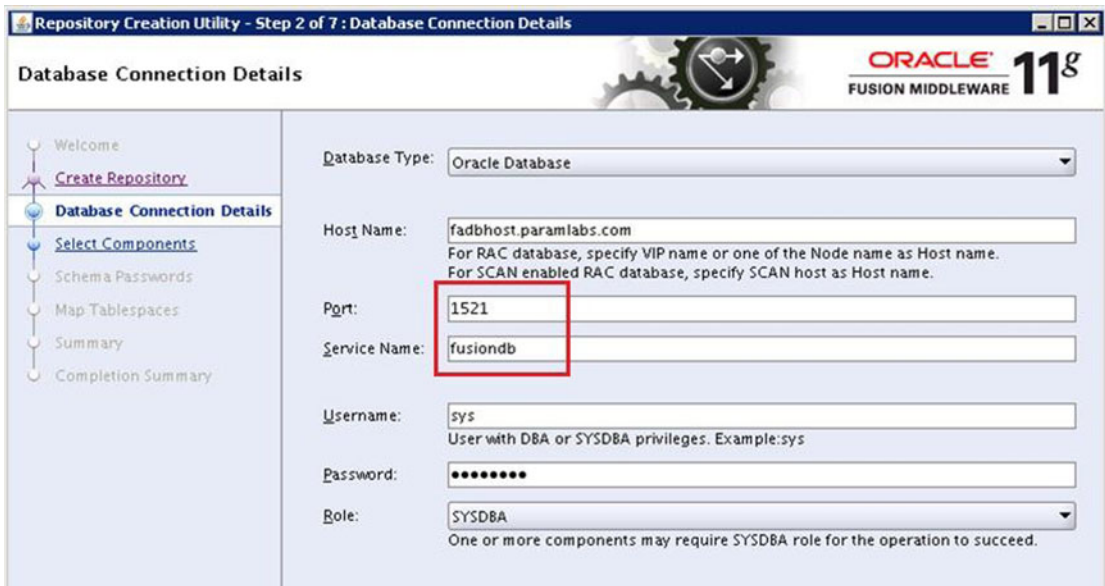 Repository Creation Utility - Step 2 of 7 : Database Connection Details
Database Connection Details
ORACLE
FUSION MIDDLEWARE
11g
Welcome
Create Repository
Database Connection Details
Select Components
Schema Passwords
Map Tablespaces
Summary
Completion Summary
Database Type: Oracle Database
Host Name: fadbhost.paramlabs.com
For RAC database, specify VIP name or one of the Node name as Host name.
For SCAN enabled RAC database, specify SCAN host as Host name.
Port: 1521
Service Name: fusiondb
Username: sys
User with DBA or SYSDBA privileges. Example:sys
Password: ●●●●●●●●
Role: SYSDBA
One or more components may require SYSDBA role for the operation to succeed.